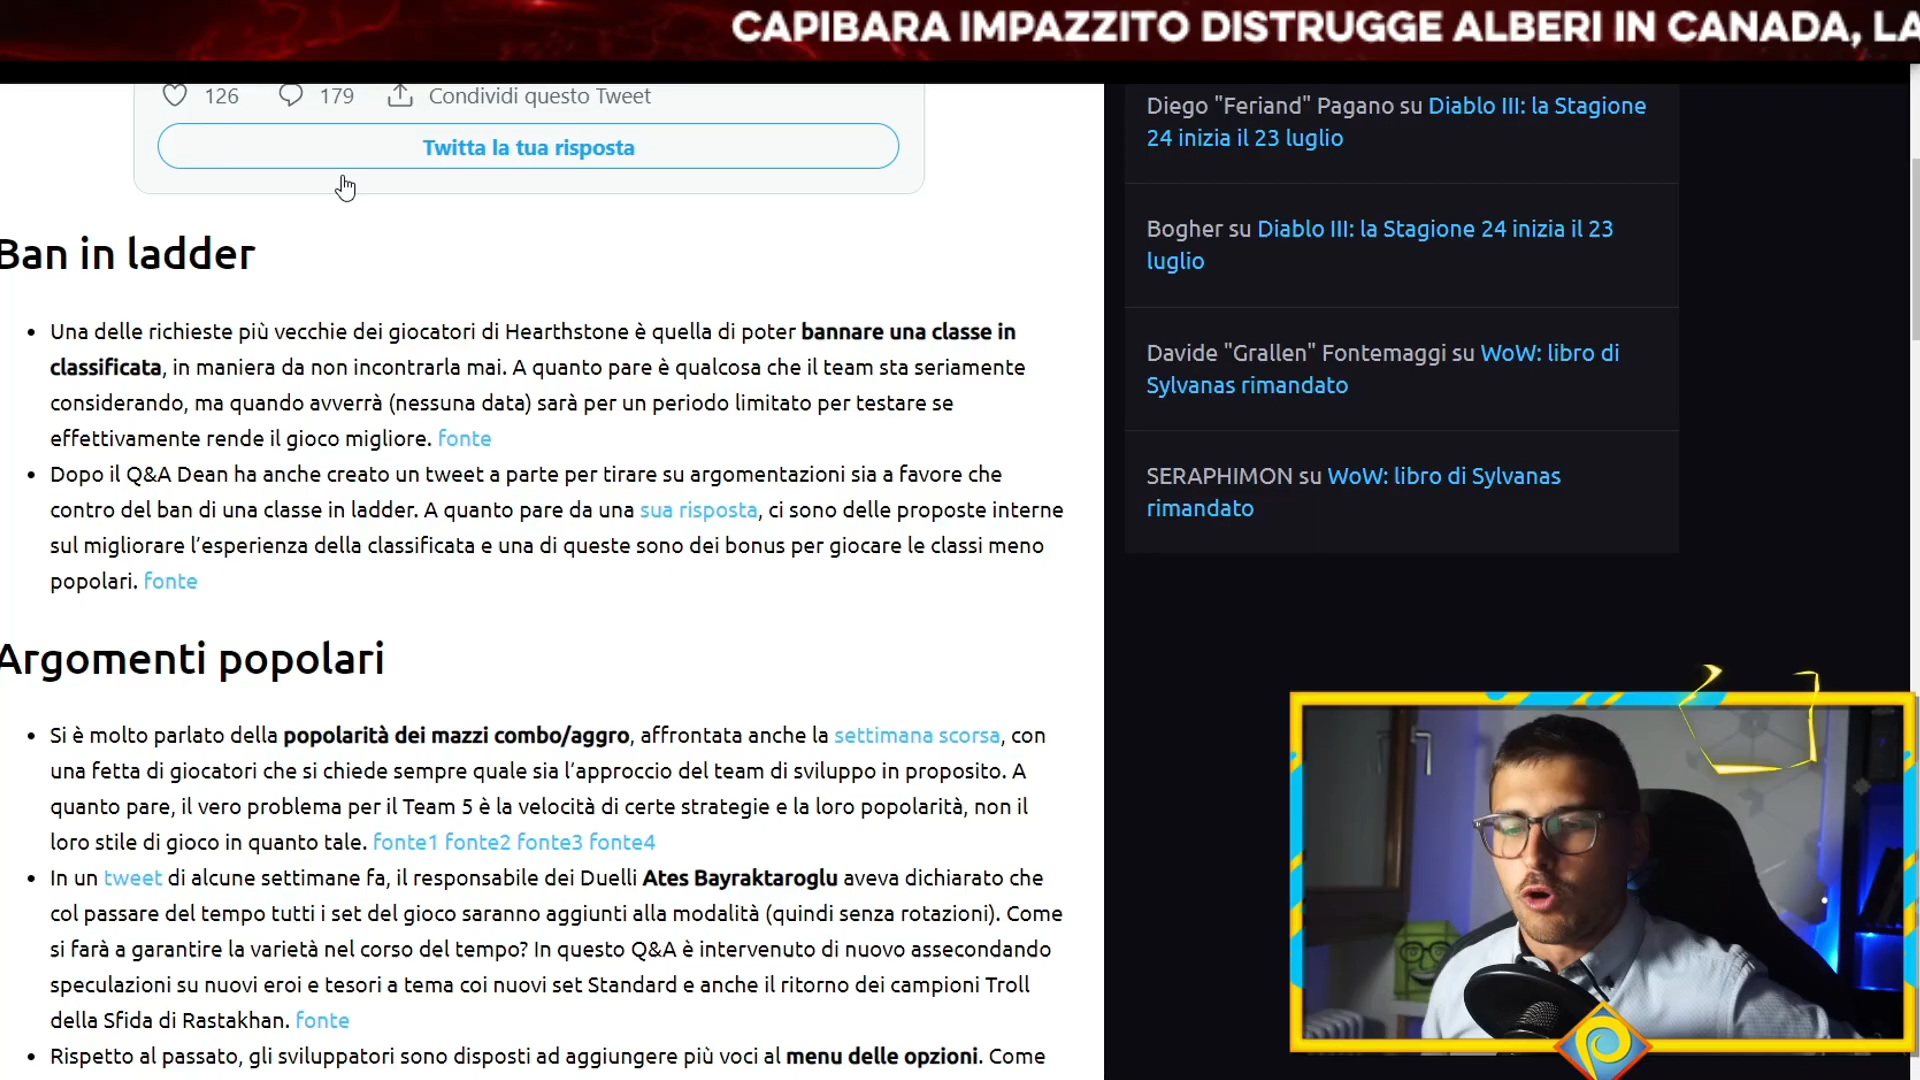 CAPIBARA IMPAZZITO DISTRUGGE ALBERI IN CANADA, LA
126 179 Condividi questo Tweet
Twitta la tua risposta
Ban in ladder
• Una delle richieste più vecchie dei giocatori di Hearthstone è quella di poter bannare una classe in
classificata, in maniera da non incontrarla mai. A quanto pare è qualcosa che il team sta seriamente
considerando, ma quando avverrà (nessuna data) sarà per un periodo limitato per testare se
effettivamente rende il gioco migliore. fonte
• Dopo il Q&A Dean ha anche creato un tweet a parte per tirare su argomentazioni sia a favore che
contro del ban di una classe in ladder. A quanto pare da una sua risposta, ci sono delle proposte interne
sul migliorare l’esperienza della classificata e una di queste sono dei bonus per giocare le classi meno
popolari. fonte
Argomenti popolari
• Si è molto parlato della popolarità dei mazzi combo/aggro, affrontata anche la settimana scorsa, con
una fetta di giocatori che si chiede sempre quale sia l’approccio del team di sviluppo in proposito. A
quanto pare, il vero problema per il Team 5 è la velocità di certe strategie e la loro popolarità, non il
loro stile di gioco in quanto tale. fonte1 fonte2 fonte3 fonte4
• In un tweet di alcune settimane fa, il responsabile dei Duelli Ates Bayraktaroglu aveva dichiarato che
col passare del tempo tutti i set del gioco saranno aggiunti alla modalità (quindi senza rotazioni). Come
si farà a garantire la varietà nel corso del tempo? In questo Q&A è intervenuto di nuovo assecondando
speculazioni su nuovi eroi e tesori a tema coi nuovi set Standard e anche il ritorno dei campioni Troll
della Sfida di Rastakhan. fonte
• Rispetto al passato, gli sviluppatori sono disposti ad aggiungere più voci al menu delle opzioni. Come
Diego "Feriand" Pagano su Diablo III: la Stagione
24 inizia il 23 luglio
Bogher su Diablo III: la Stagione 24 inizia il 23
luglio
Davide "Grallen" Fontemaggi su WoW: libro di
Sylvanas rimandato
SERAPHIMON su WoW: libro di Sylvanas
rimandato